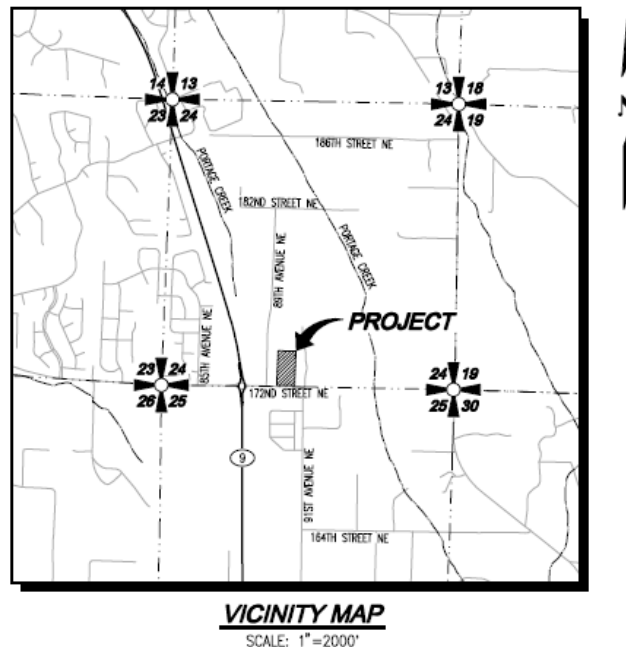 14 13
23 24
13 18
24 19
N
186TH STREET NE
PORTAGE CREEK
182ND STREET NE
89TH AVENUE NE
PORTAGE CREEK
PROJECT
85TH AVENUE NE
23 24
26 25
172ND STREET NE
24 19
25 30
9
91ST AVENUE NE
164TH STREET NE
VICINITY MAP
SCALE: 1"=2000'